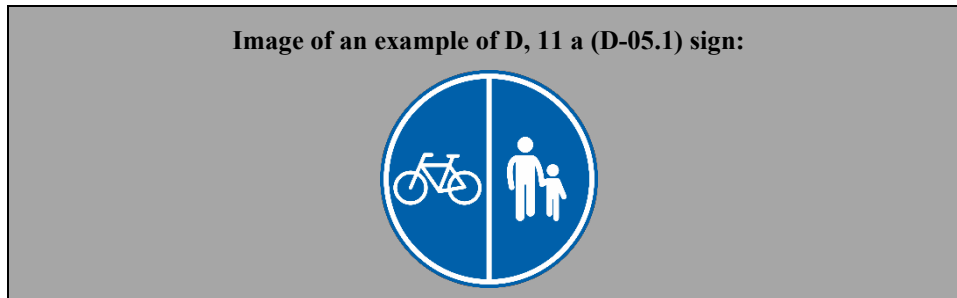 Image of an example of D, 11 a (D-05.1) sign: